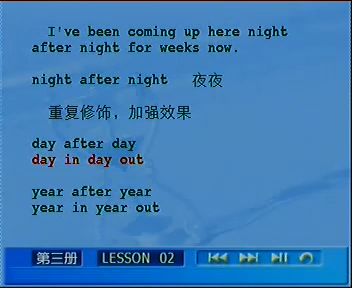 I've been coming up here night
after night for weeks now.
night after night 夜夜
重复修饰，加强效果
day after day
day in day out
year after year
year in year out
第三册 LESSON 02